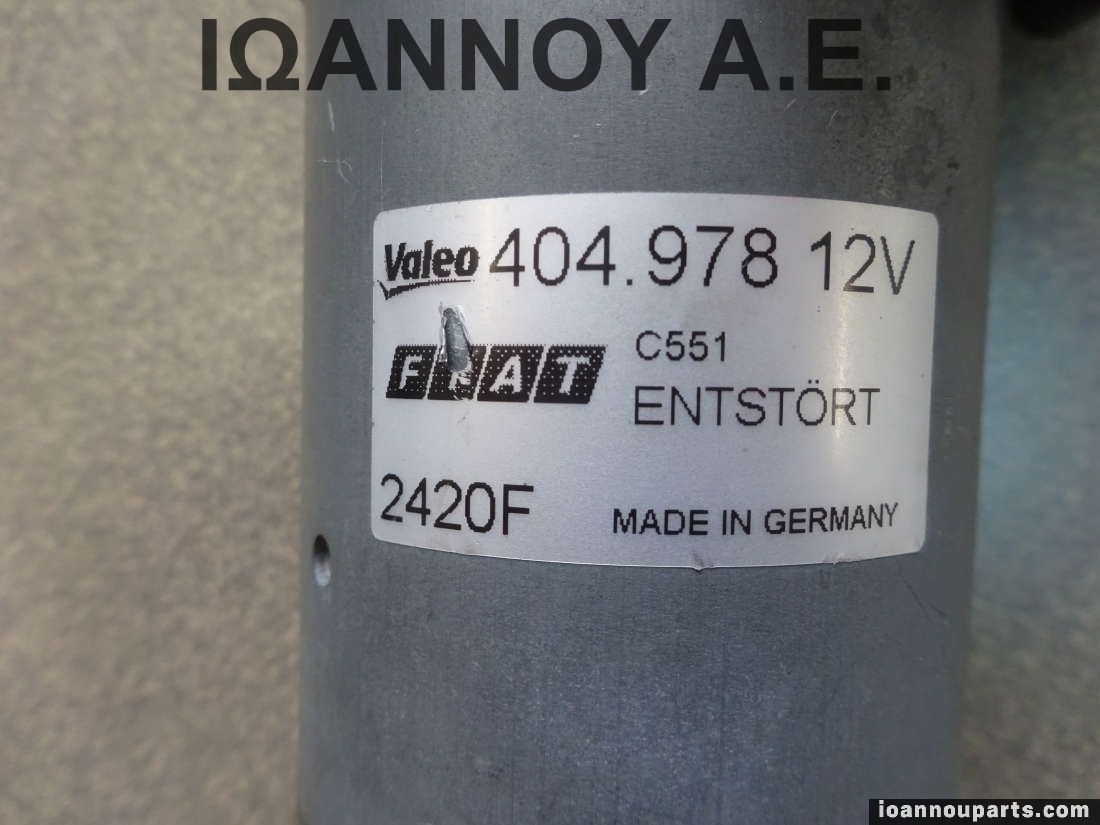 ΙΩΑΝΝΟΥ Α.Ε.
Valeo 404.978 12V
FIAT C551
ENTSTÖRT
2420F MADE IN GERMANY
ioannouparts.com